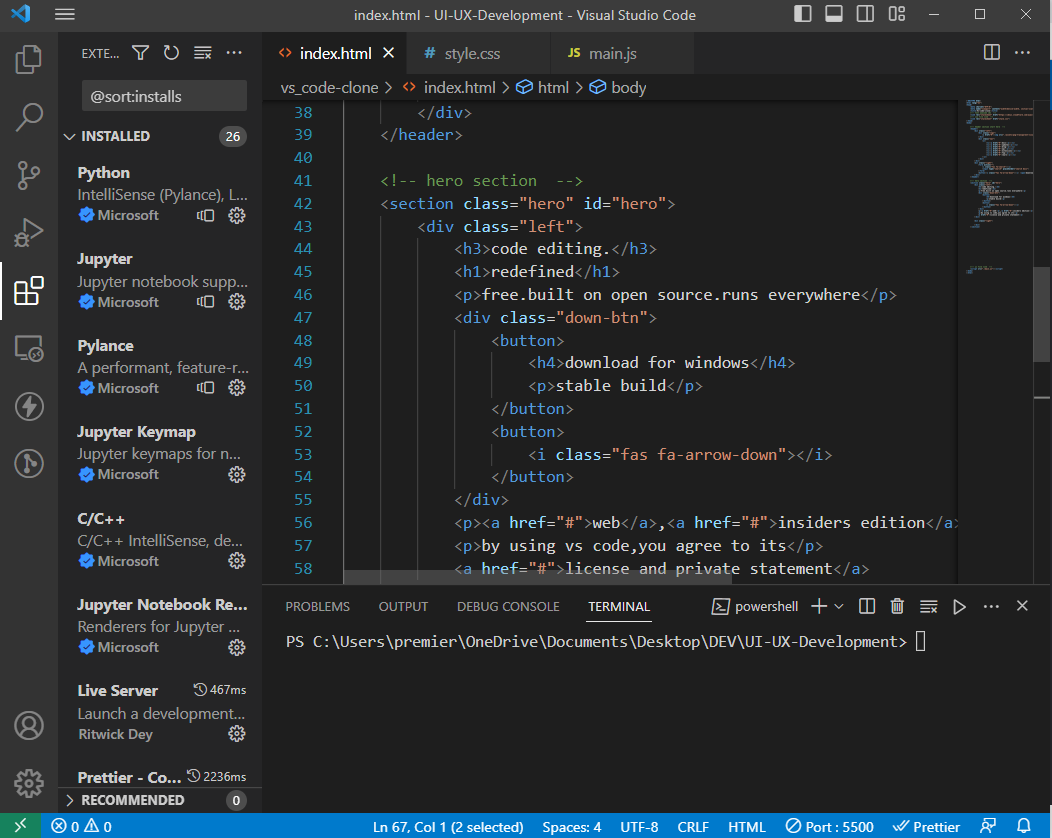 index.html - UI-UX-Development - Visual Studio Code
EXTE...
@sort:installs
INSTALLED 26
Python
IntelliSense (Pylance), L...
Microsoft
Jupyter
Jupyter notebook supp...
Microsoft
Pylance
A performant, feature-r...
Microsoft
Jupyter Keymap
Jupyter keymaps for n...
Microsoft
C/C++
C/C++ IntelliSense, de...
Microsoft
Jupyter Notebook Re...
Renderers for Jupyter ...
Microsoft
Live Server 467ms
Launch a development...
Ritwick Dey
Prettier - Co... 2236ms
RECOMMENDED 0
<> index.html # style.css JS main.js
vs_code-clone > <> index.html > html > body
38 </div>
39 </header>
40
41 <!-- hero section  -->
42 <section class="hero" id="hero">
43 <div class="left">
44 <h3>code editing.</h3>
45 <h1>redefined</h1>
46 <p>free.built on open source.runs everywhere</p>
47 <div class="down-btn">
48 <button>
49 <h4>download for windows</h4>
50 <p>stable build</p>
51 </button>
52 <button>
53 <i class="fas fa-arrow-down"></i>
54 </button>
55 </div>
56 <p><a href="#">web</a>,<a href="#">insiders edition</a>
57 <p>by using vs code,you agree to its</p>
58 <a href="#">license and private statement</a>
PROBLEMS OUTPUT DEBUG CONSOLE TERMINAL powershell
PS C:\Users\premier\OneDrive\Documents\Desktop\DEV\UI-UX-Development>
0 0 Ln 67, Col 1 (2 selected) Spaces: 4 UTF-8 CRLF HTML Port : 5500 Prettier